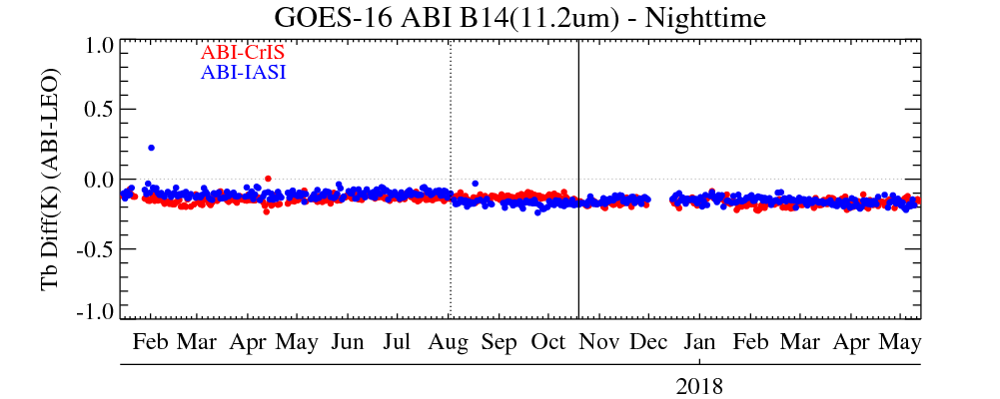 GOES-16 ABI B14(11.2um) - Nighttime
ABI-CrIS
ABI-IASI
Tb Diff(K) (ABI-LEO)
1.0
0.5
0.0
-0.5
-1.0
Feb Mar Apr May Jun Jul Aug Sep Oct Nov Dec Jan Feb Mar Apr May
2018